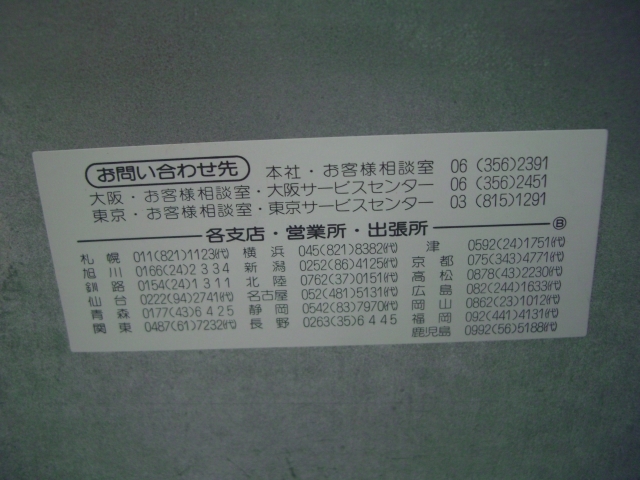 お問い合わせ先 本社・お客様相談室 06 (356)2391
大阪・お客様相談室・大阪サービスセンター 06 (356)2451
東京・お客様相談室・東京サービスセンター 03 (815)1291
各支店・営業所・出張所 Ⓑ
札幌 011(821)1123㈹ 横浜 045(821)8382㈹ 津 0592(24)1751㈹
旭川 0166(24)2334 新潟 0252(86)4125㈹ 京都 075(343)4771㈹
釧路 0154(24)1311 北陸 0762(37)0151㈹ 高松 0878(43)2230㈹
仙台 0222(94)2741㈹ 名古屋 052(481)5131㈹ 広島 082(244)1633㈹
青森 0177(43)6425 静岡 0542(83)7970㈹ 岡山 0862(23)1012㈹
関東 0487(61)7232㈹ 長野 0263(35)6445 福岡 092(441)4131㈹
鹿児島 0992(56)5188㈹